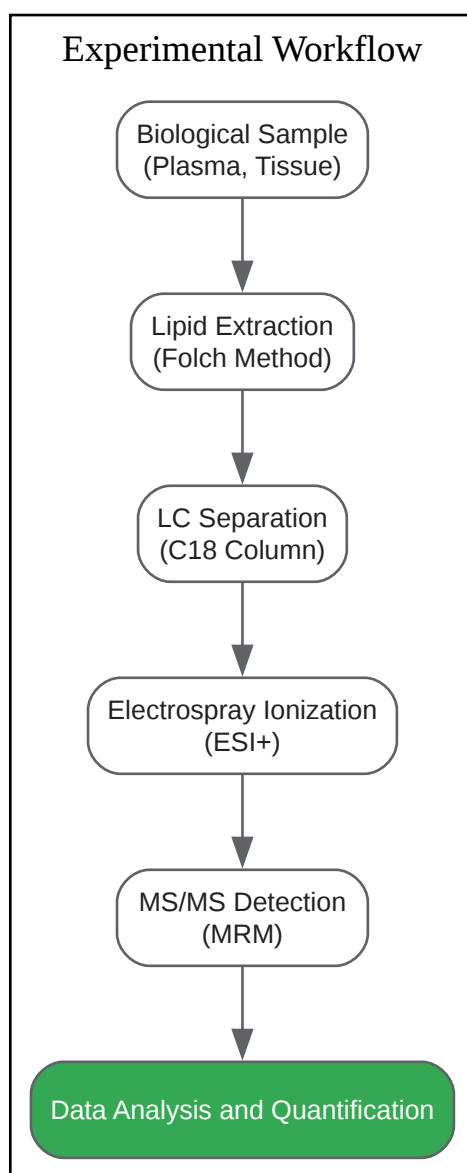 Experimental Workflow
Biological Sample
(Plasma, Tissue)
Lipid Extraction
(Folch Method)
LC Separation
(C18 Column)
Electrospray Ionization
(ESI+)
MS/MS Detection
(MRM)
Data Analysis and Quantification